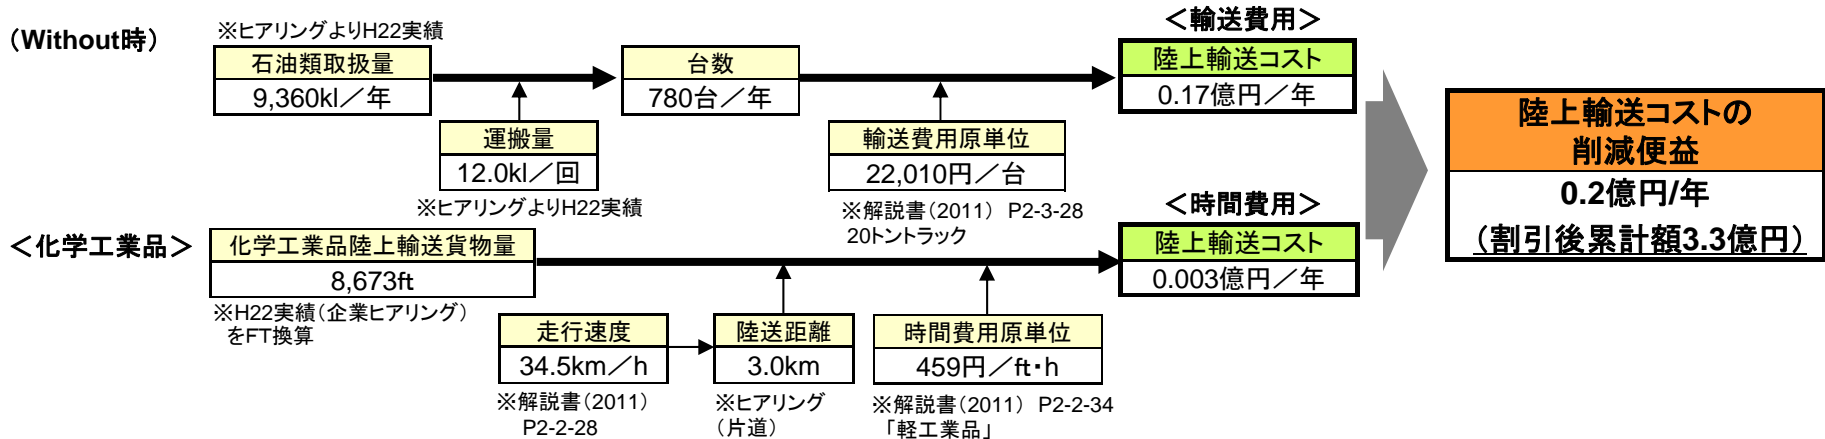 （Without時）
※ヒアリングよりH22実績
石油類取扱量
9,360kl／年
運搬量
12.0kl／回
※ヒアリングよりH22実績
台数
780台／年
輸送費用原単位
22,010円／台
※解説書（2011） P2-3-28
20トントラック
＜輸送費用＞
陸上輸送コスト
0.17億円／年
＜化学工業品＞
化学工業品陸上輸送貨物量
8,673ft
※H22実績（企業ヒアリング）
をFT換算
走行速度
34.5km／h
※解説書（2011）
P2-2-28
陸送距離
3.0km
※ヒアリング
（片道）
時間費用原単位
459円／ft・h
※解説書（2011） P2-2-34
「軽工業品」
＜時間費用＞
陸上輸送コスト
0.003億円／年
陸上輸送コストの
削減便益
0.2億円/年
（割引後累計額3.3億円）